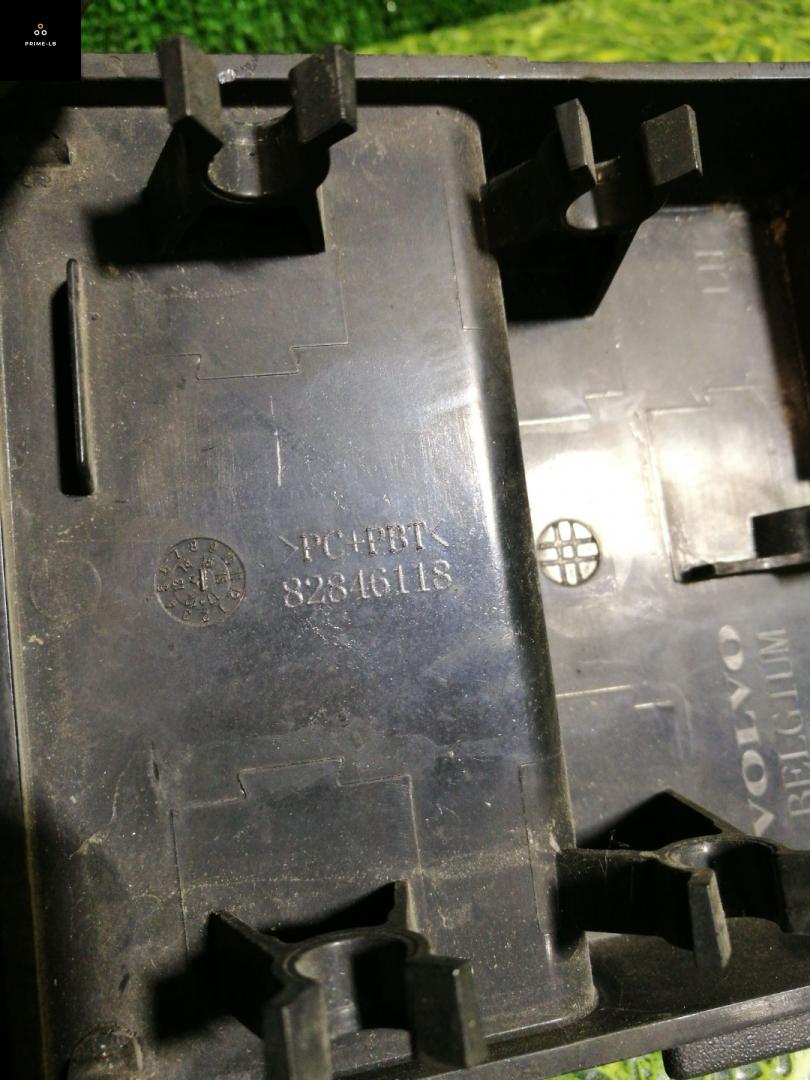 PRIME-LB
>PC+PBT<
82846118
VOLVO
BELGIUM